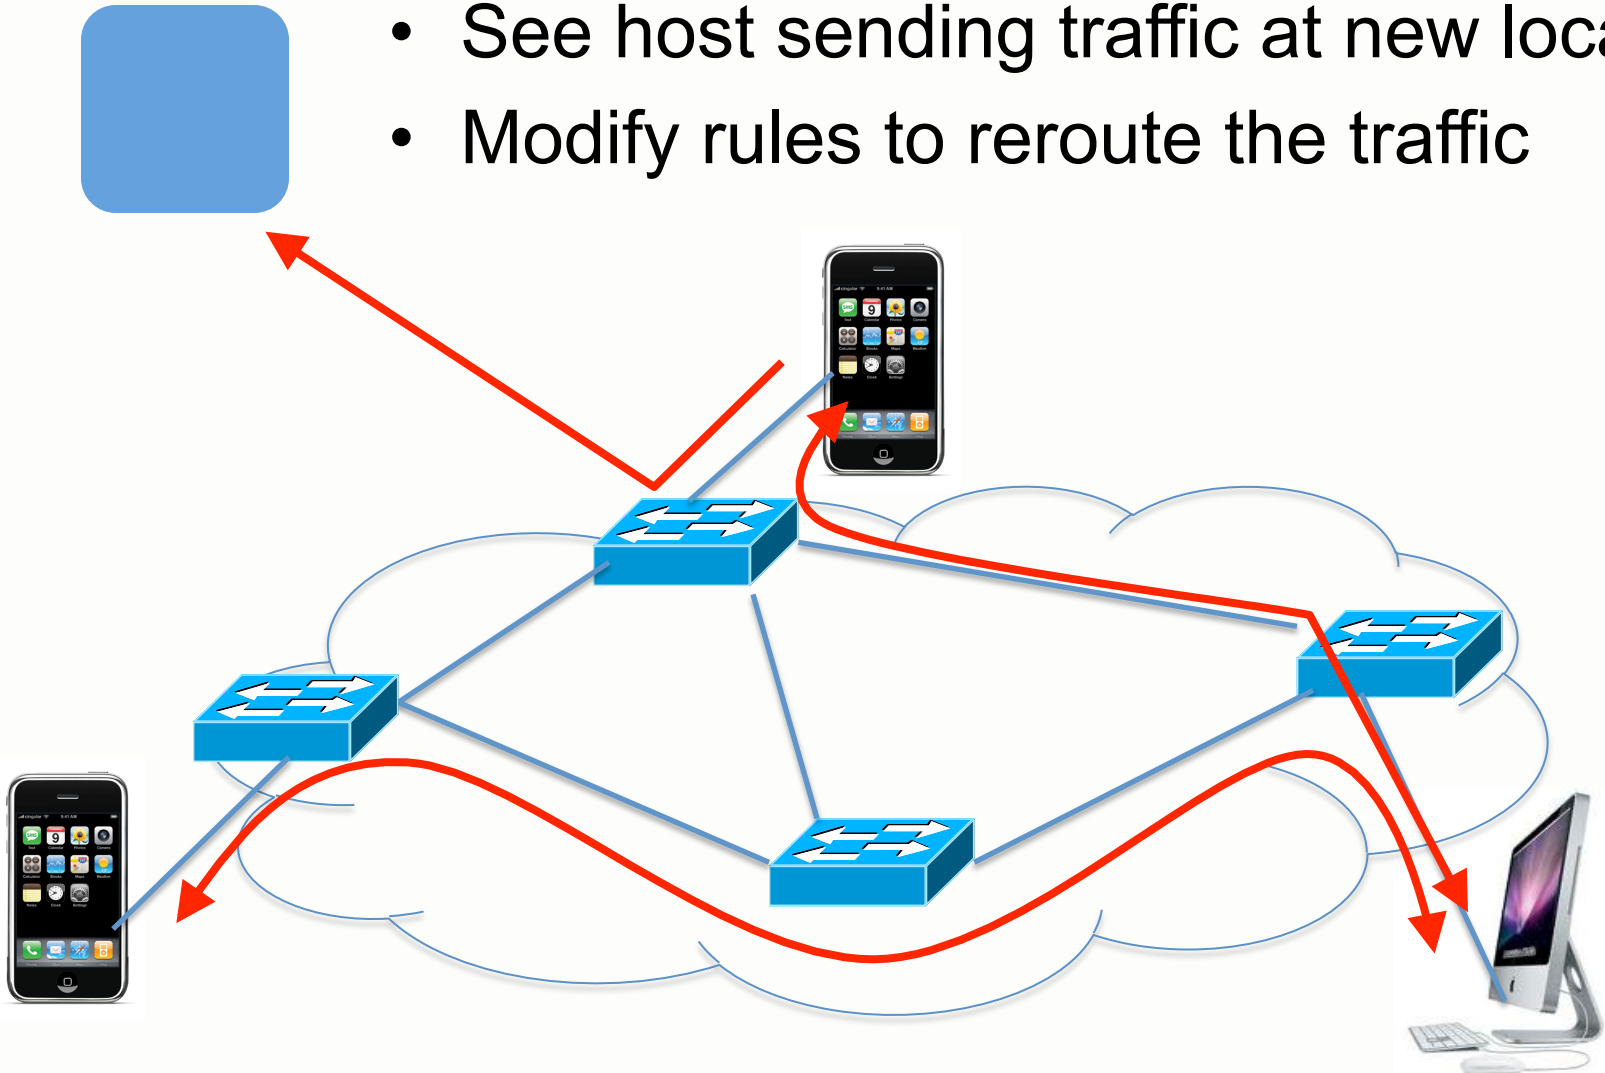 • See host sending traffic at new loca
• Modify rules to reroute the traffic